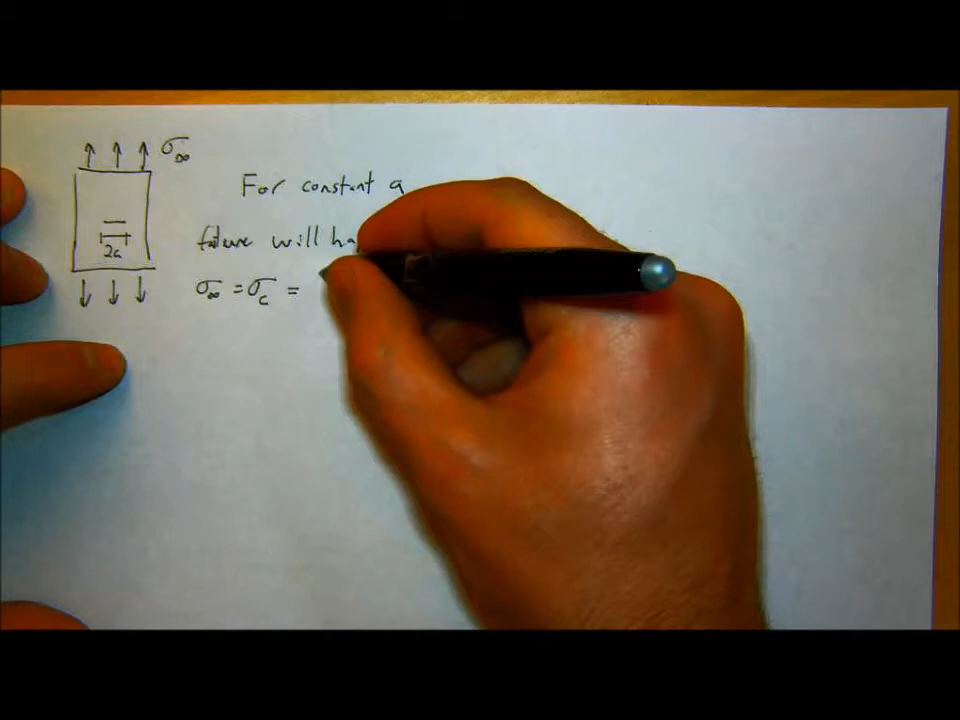 σ∞
For constant a
failure will ha
2a
σ∞ = σc =